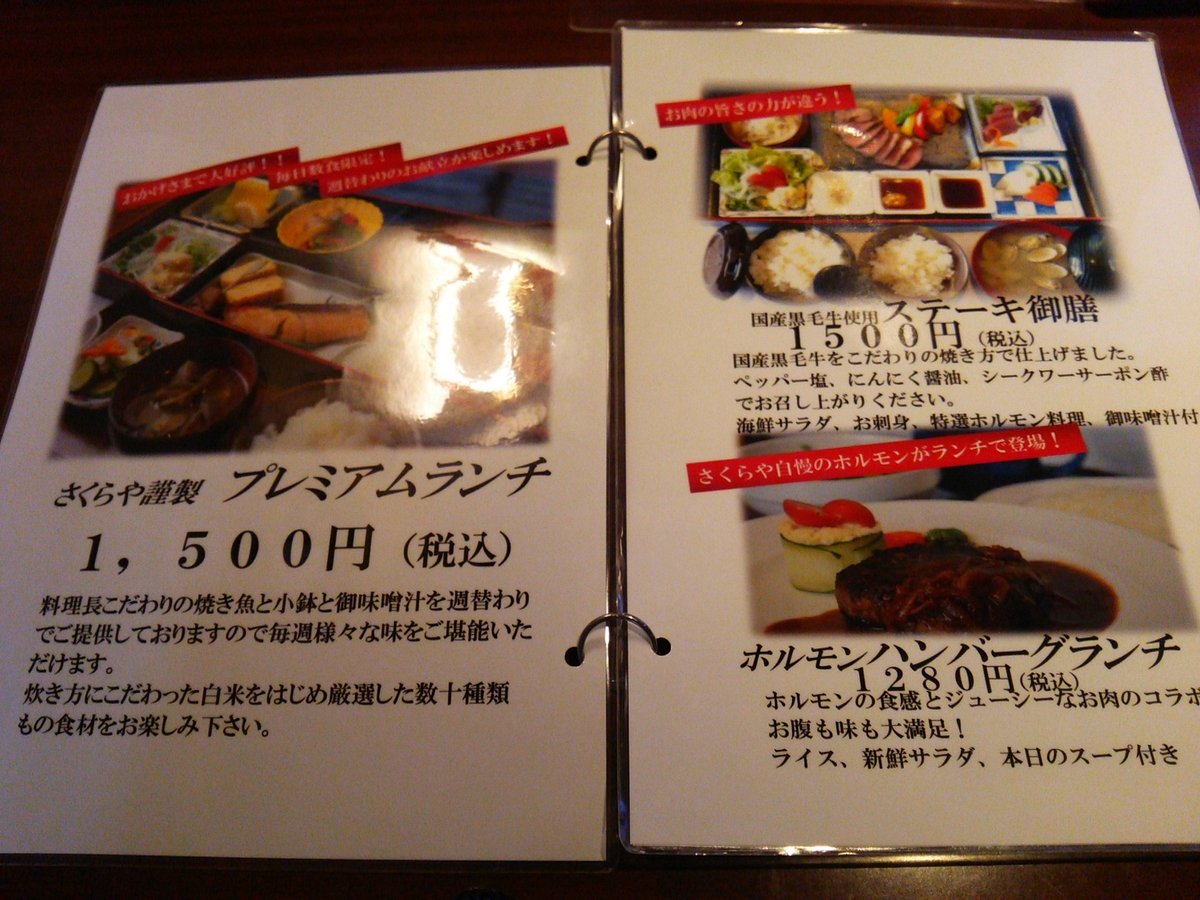 おかげさまで大好評！！
毎日数食限定！
週替わりのお献立が楽しめます！
さくらや謹製 プレミアムランチ
１，５００円（税込）
料理長こだわりの焼き魚と小鉢と御味噌汁を週替わり
でご提供しておりますので毎週様々な味をご堪能いた
だけます。
炊き方にこだわった白米をはじめ厳選した数十種類
もの食材をお楽しみ下さい。
お肉の旨さの力が違う！
国産黒毛牛使用 ステーキ御膳
１５００円（税込）
国産黒毛牛をこだわりの焼き方で仕上げました。
ペッパー塩、にんにく醤油、シークワーサーポン酢
でお召し上がりください。
海鮮サラダ、お刺身、特選ホルモン料理、御味噌汁付
さくらや自慢のホルモンがランチで登場！
ホルモンハンバーグランチ
１２８０円（税込）
ホルモンの食感とジューシーなお肉のコラボ
お腹も味も大満足！
ライス、新鮮サラダ、本日のスープ付き